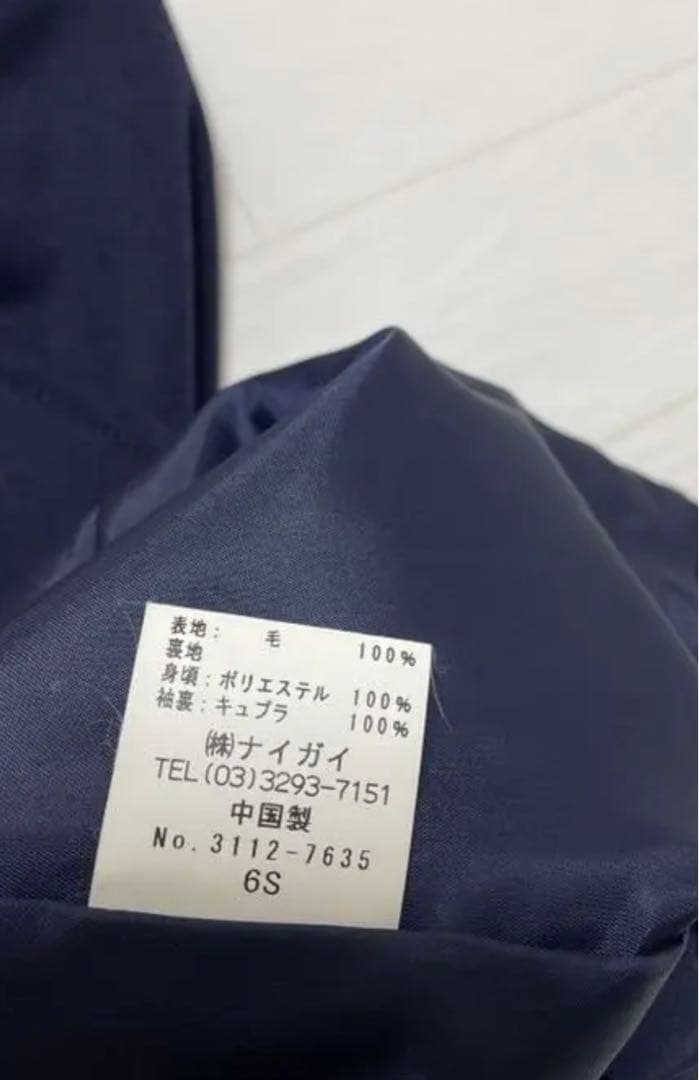 表地： 毛 100%
裏地
身頃：ポリエステル 100%
袖裏：キュプラ 100%
㈱ナイガイ
TEL(03)3293-7151
中国製
No.3112-7635
6S